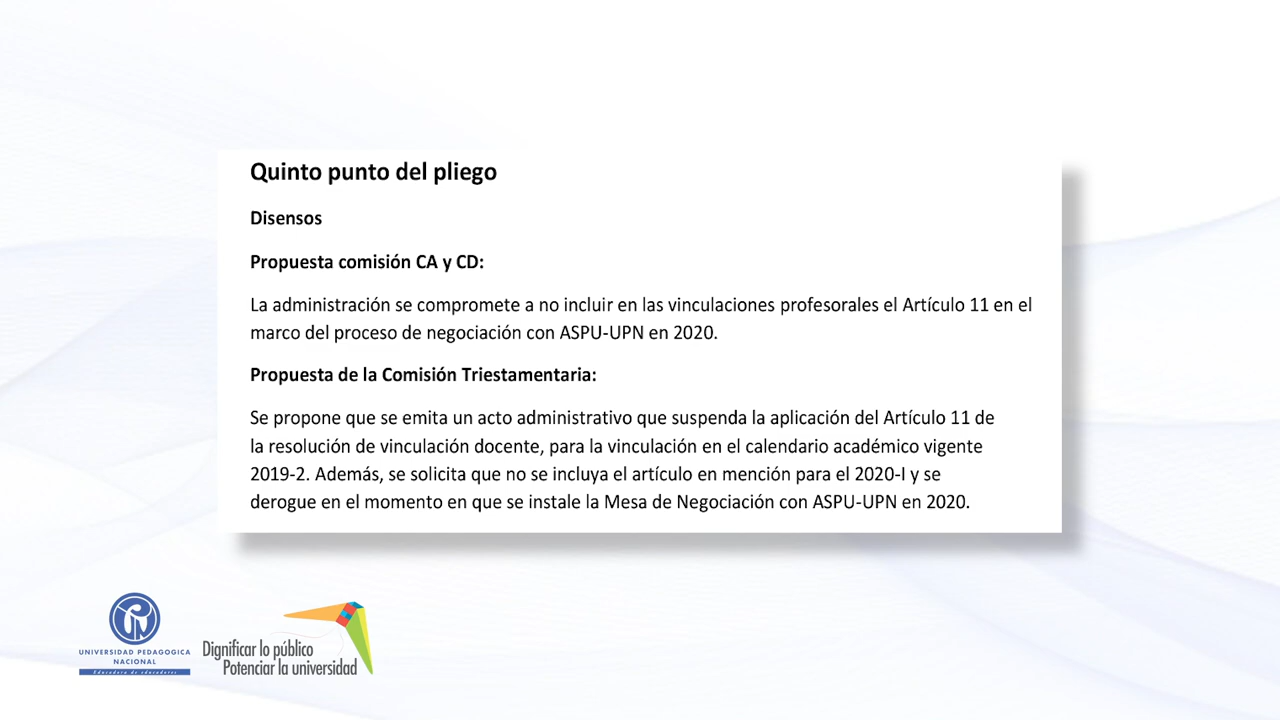 Quinto punto del pliego
Disensos
Propuesta comisión CA y CD:
La administración se compromete a no incluir en las vinculaciones profesorales el Artículo 11 en el
marco del proceso de negociación con ASPU-UPN en 2020.
Propuesta de la Comisión Triestamentaria:
Se propone que se emita un acto administrativo que suspenda la aplicación del Artículo 11 de
la resolución de vinculación docente, para la vinculación en el calendario académico vigente
2019-2. Además, se solicita que no se incluya el artículo en mención para el 2020-I y se
derogue en el momento en que se instale la Mesa de Negociación con ASPU-UPN en 2020.
UNIVERSIDAD PEDAGOGICA
NACIONAL
Educadora de educadores
Dignificar lo público
Potenciar la universidad